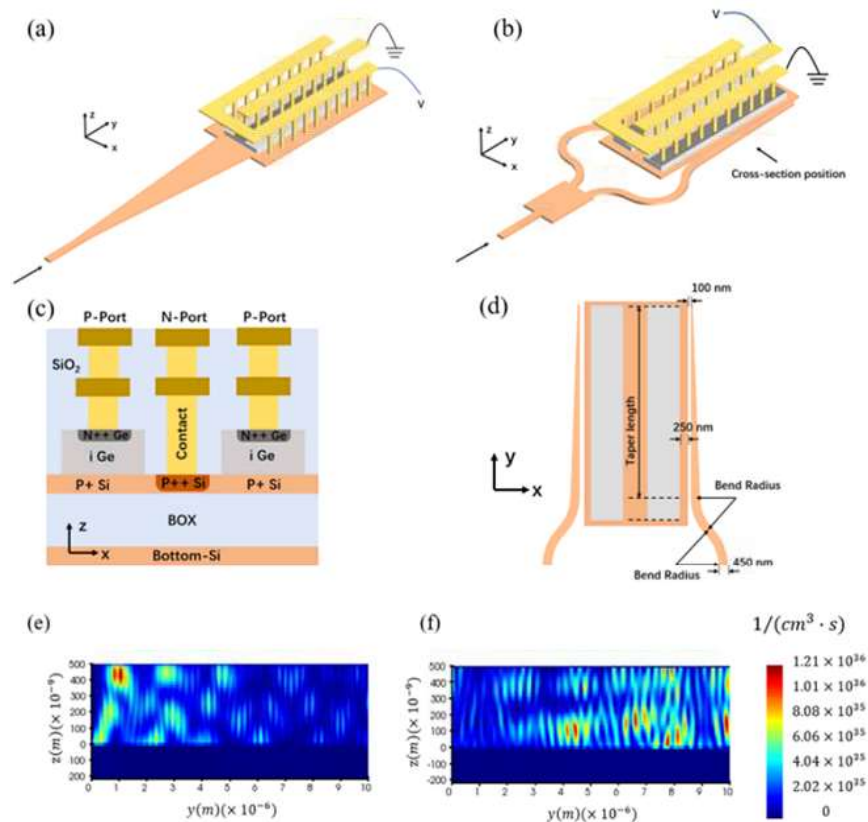 (a)
V
z
y
x
(b)
V
z
y
x
Cross-section position
(c)
P-Port N-Port P-Port
SiO₂
Contact
N++ Ge N++ Ge
i Ge i Ge
P+ Si P++ Si P+ Si
BOX
z
x
Bottom-Si
(d)
100 nm
Taper length
250 nm
y
x
Bend Radius
Bend Radius
450 nm
(e)
z(m)(× 10⁻⁹)
500
400
300
200
100
0
100
200
0 1 2 3 4 5 6 7 8 9 10
y(m)(× 10⁻⁶)
(f)
z(m)(× 10⁻⁹)
500
400
300
200
100
0
-100
-200
0 1 2 3 4 5 6 7 8 9 10
y(m)(× 10⁻⁶)
1/(cm³ · s)
1.21 × 10³⁶
1.01 × 10³⁶
8.08 × 10³⁵
6.06 × 10³⁵
4.04 × 10³⁵
2.02 × 10³⁵
0